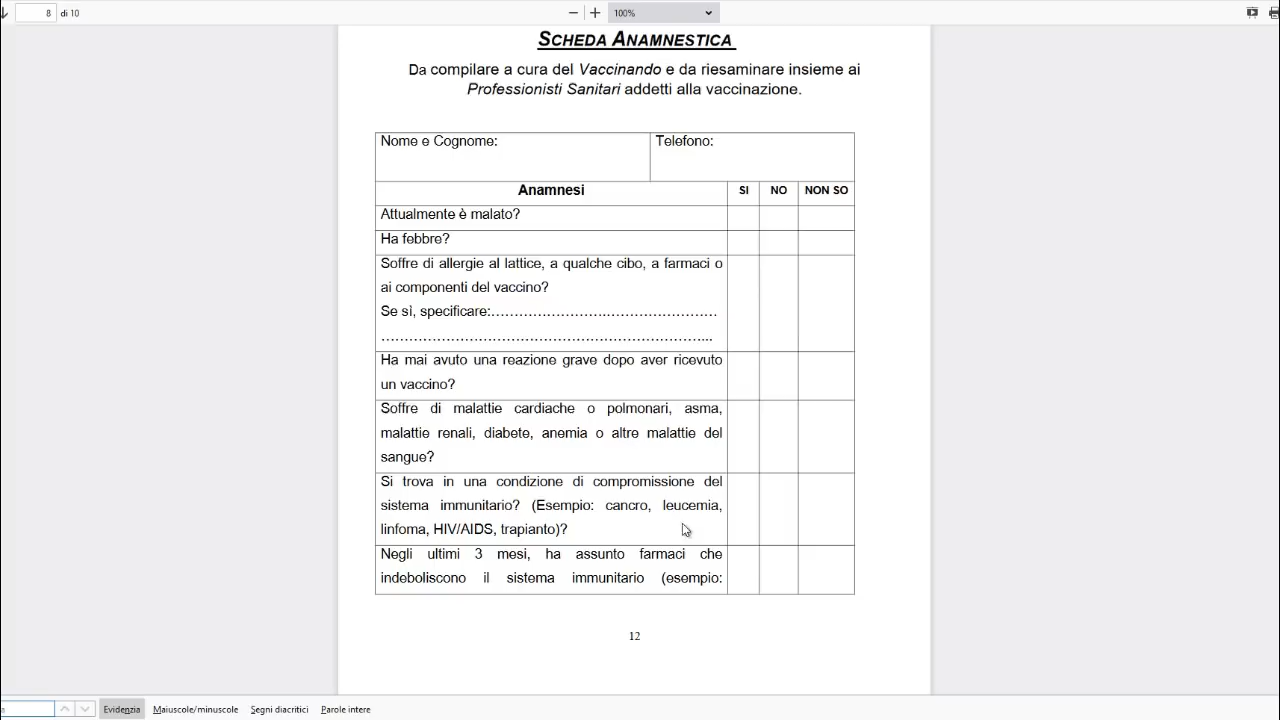 8 di 10
100%
SCHEDA ANAMNESTICA
Da compilare a cura del Vaccinando e da riesaminare insieme ai
Professionisti Sanitari addetti alla vaccinazione.
Nome e Cognome: Telefono:
Anamnesi SI NO NON SO
Attualmente è malato?
Ha febbre?
Soffre di allergie al lattice, a qualche cibo, a farmaci o
ai componenti del vaccino?
Se sì, specificare:…………………….……………………
……………………………………………………………...
Ha mai avuto una reazione grave dopo aver ricevuto
un vaccino?
Soffre di malattie cardiache o polmonari, asma,
malattie renali, diabete, anemia o altre malattie del
sangue?
Si trova in una condizione di compromissione del
sistema immunitario? (Esempio: cancro, leucemia,
linfoma, HIV/AIDS, trapianto)?
Negli ultimi 3 mesi, ha assunto farmaci che
indeboliscono il sistema immunitario (esempio:
12
Evidenzia Maiuscole/minuscole Segni diacritici Parole intere